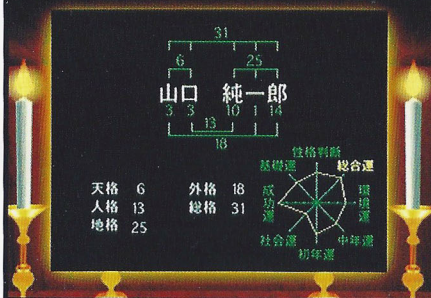 31
6 25
山口 純一郎
3 3 10 1 14
13
18
性格判断
基礎運 総合運
成功運 環境運
社会運 中年運
初年運
天格 6 外格 18
人格 13 総格 31
地格 25